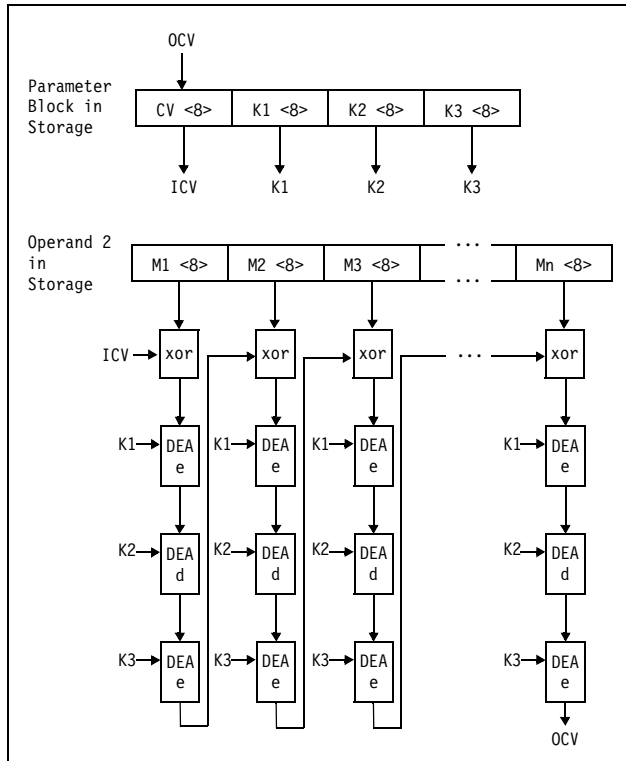 OCV
Parameter
Block in
Storage
CV <8> K1 <8> K2 <8> K3 <8>
ICV K1 K2 K3
Operand 2
in
Storage
...
M1 <8> M2 <8> M3 <8> Mn <8>
...
ICV xor xor xor ... xor
K1 DEA K1 DEA K1 DEA K1 DEA
e e e e
K2 DEA K2 DEA K2 DEA K2 DEA
d d d d
K3 DEA K3 DEA K3 DEA K3 DEA
e e e e
OCV